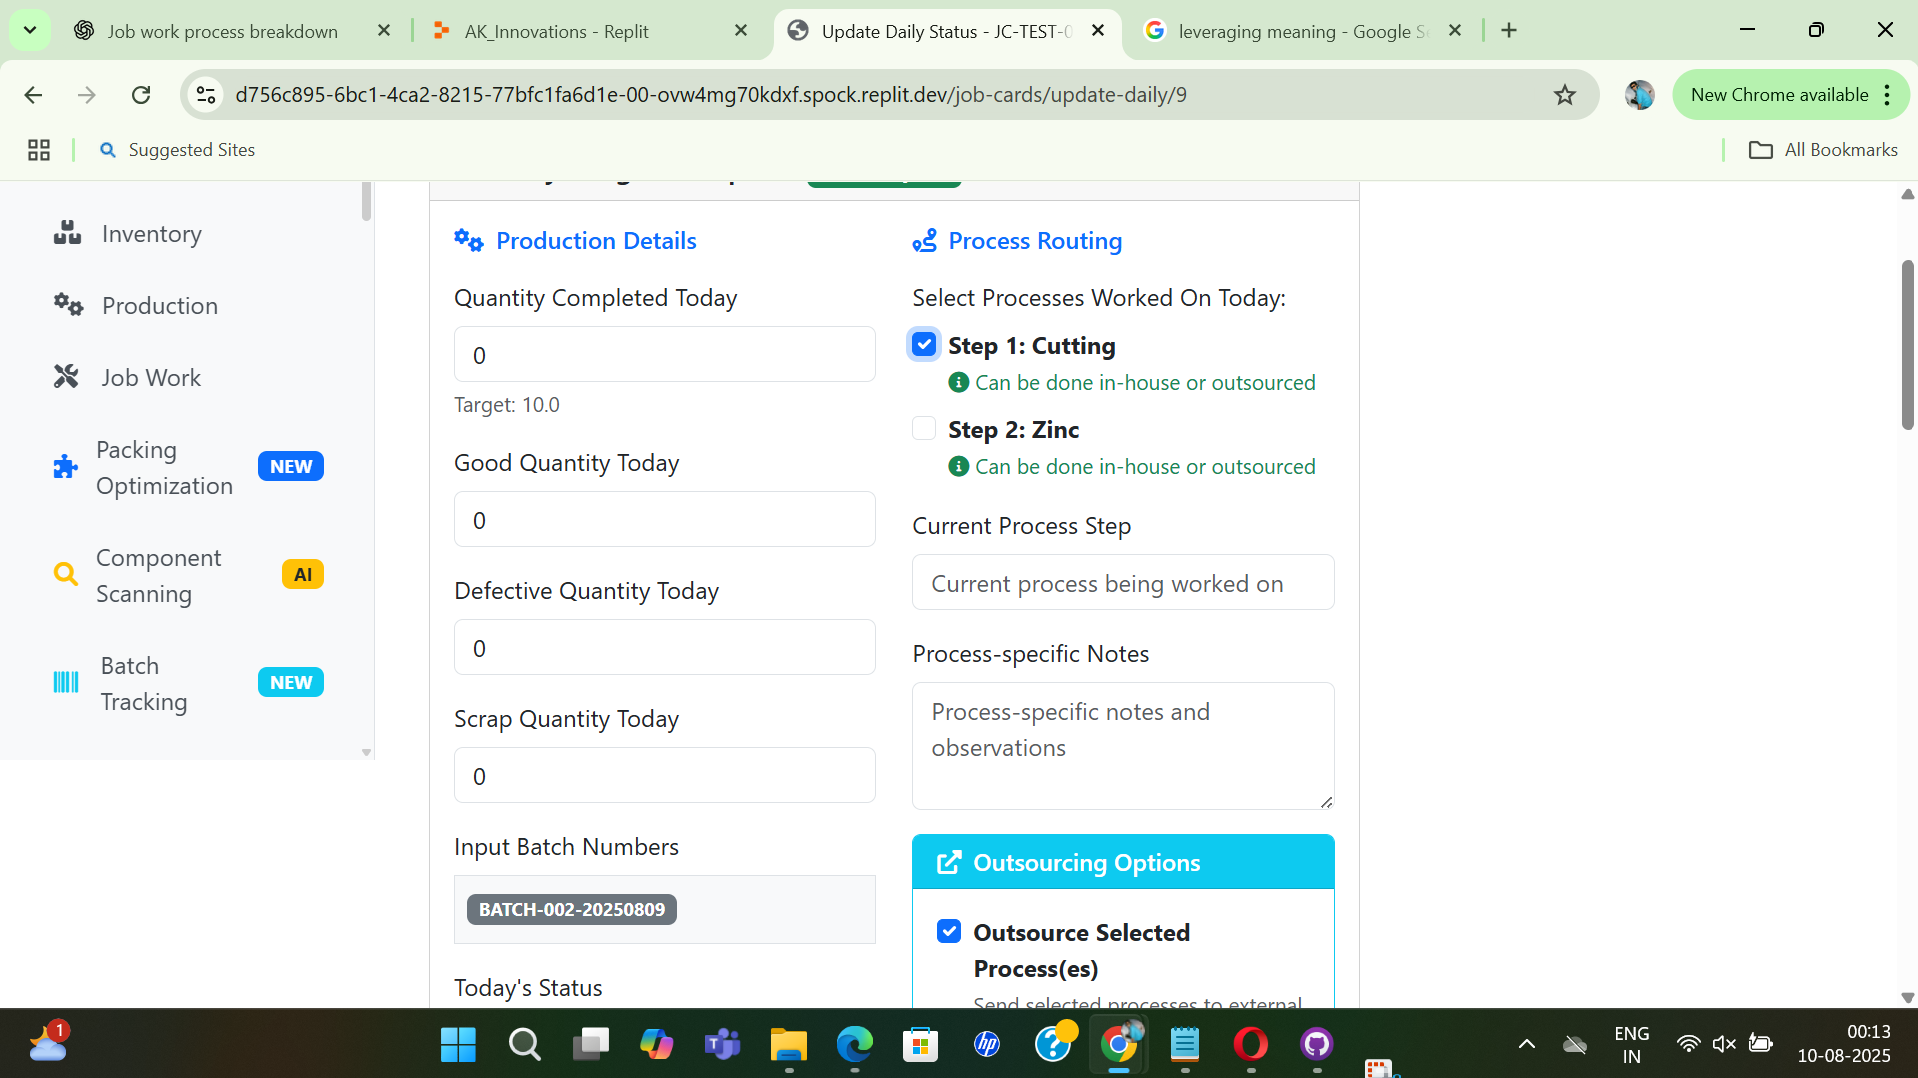 Job work process breakdown
AK_Innovations - Replit
Update Daily Status - JC-TEST-0
leveraging meaning - Google S
d756c895-6bc1-4ca2-8215-77bfc1fa6d1e-00-ovw4mg70kdxf.spock.replit.dev/job-cards/update-daily/9
New Chrome available
Suggested Sites
All Bookmarks
Inventory
Production
Job Work
Packing
Optimization
NEW
Component
Scanning
AI
Batch
Tracking
NEW
Production Details
Quantity Completed Today
0
Target: 10.0
Good Quantity Today
0
Defective Quantity Today
0
Scrap Quantity Today
0
Input Batch Numbers
BATCH-002-20250809
Today's Status
Process Routing
Select Processes Worked On Today:
Step 1: Cutting
Can be done in-house or outsourced
Step 2: Zinc
Can be done in-house or outsourced
Current Process Step
Current process being worked on
Process-specific Notes
Process-specific notes and
observations
Outsourcing Options
Outsource Selected
Process(es)
Send selected processes to external
1
ENG
IN
00:13
10-08-2025